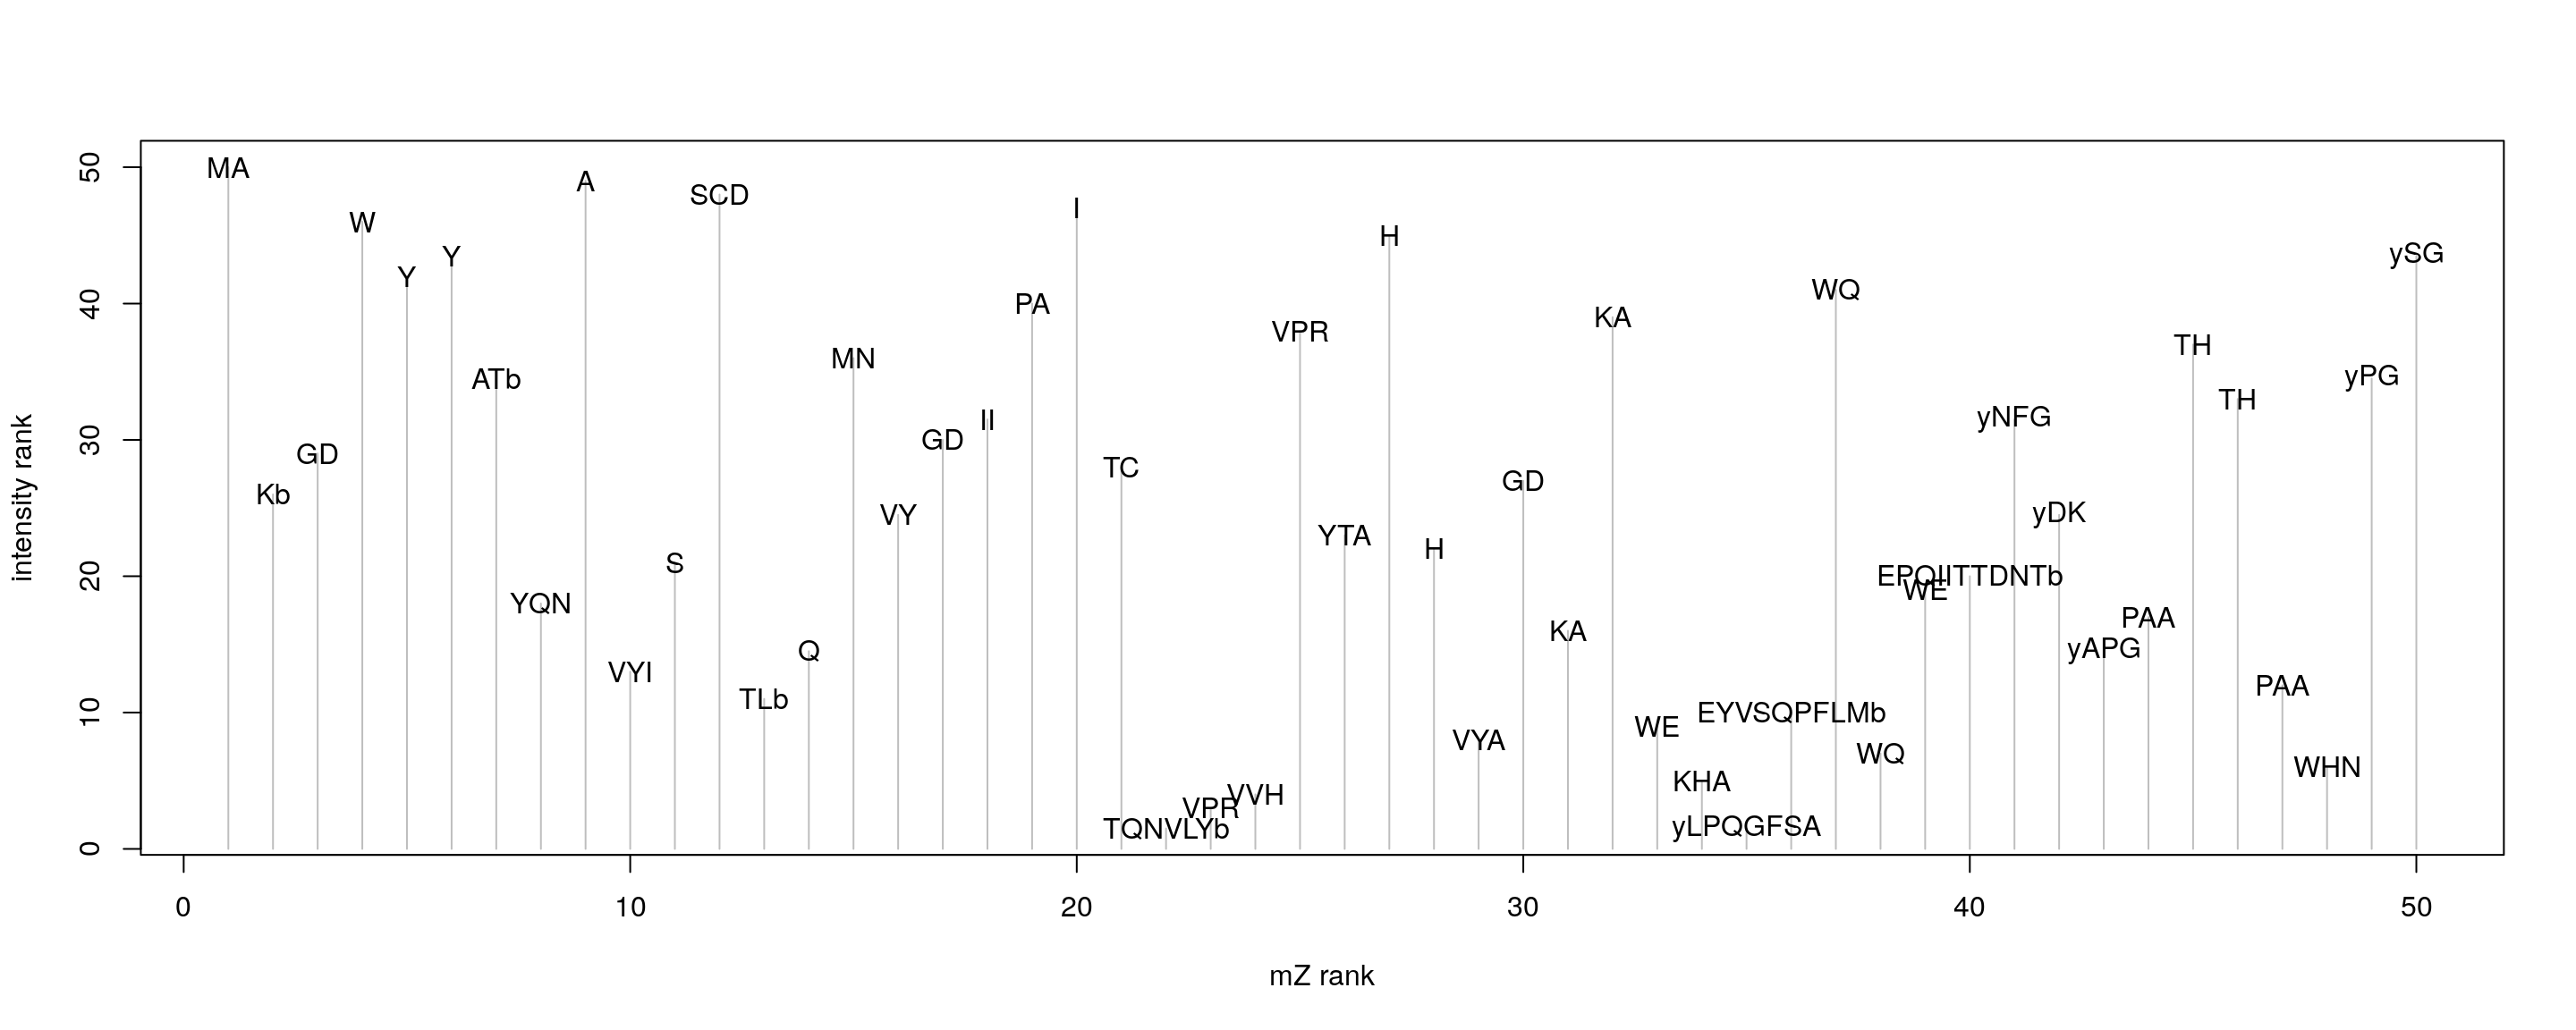 MA
A
SCD
I
W
H
Y
ySG
Y
WQ
PA
KA
VPR
TH
MN
ATb
yPG
TH
II
yNFG
GD
GD
TC
GD
Kb
VY
yDK
YTA
H
S
EPQIITTDNTb
WE
YQN
PAA
KA
Q
yAPG
VYI
PAA
TLb
EYVSQPFLMb
WE
VYA
WQ
WHN
KHA
VVH
VPR
TQNVLYb
yLPQGFSA
50
40
30
20
10
0
intensity rank
0 10 20 30 40 50
mZ rank